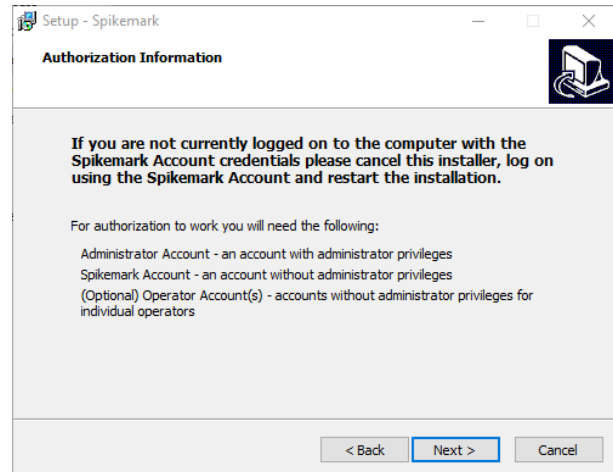 Setup - Spikemark
Authorization Information
If you are not currently logged on to the computer with the
Spikemark Account credentials please cancel this installer, log on
using the Spikemark Account and restart the installation.
For authorization to work you will need the following:
Administrator Account - an account with administrator privileges
Spikemark Account - an account without administrator privileges
(Optional) Operator Account(s) - accounts without administrator privileges for
individual operators
< Back Next > Cancel